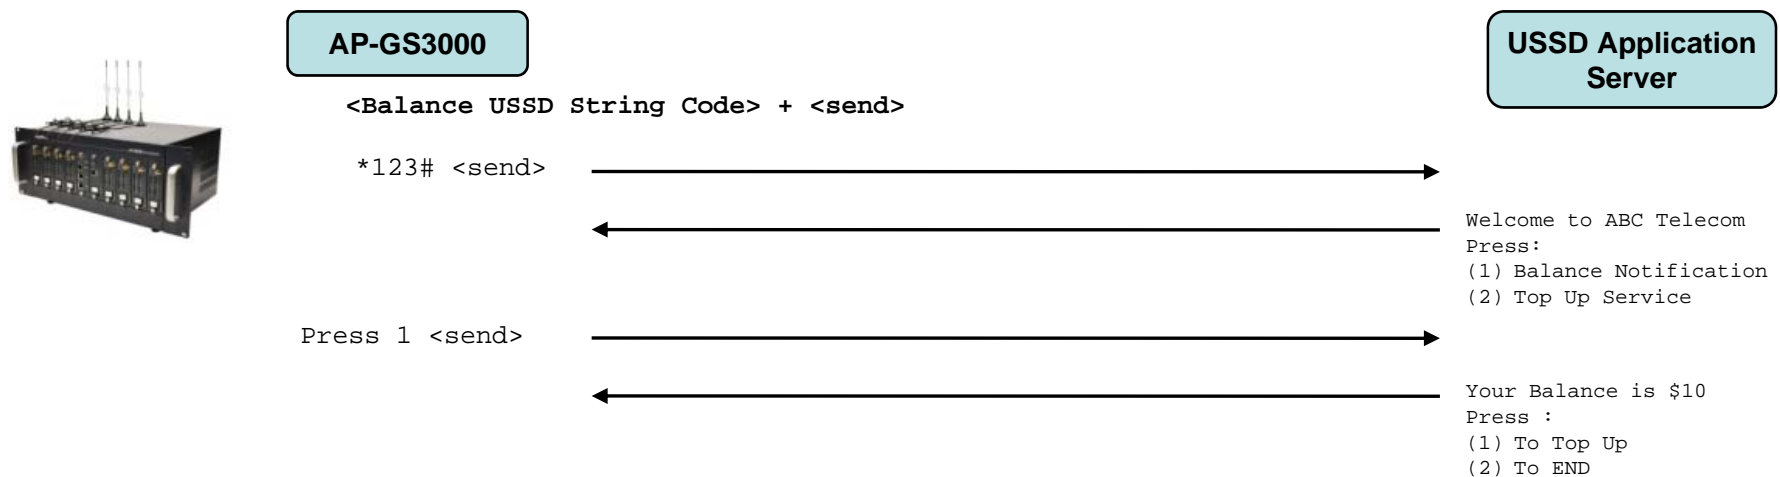 AP-GS3000
USSD Application
Server
<Balance USSD String Code> + <send>
*123# <send>
Welcome to ABC Telecom
Press:
(1) Balance Notification
(2) Top Up Service
Press 1 <send>
Your Balance is $10
Press :
(1) To Top Up
(2) To END